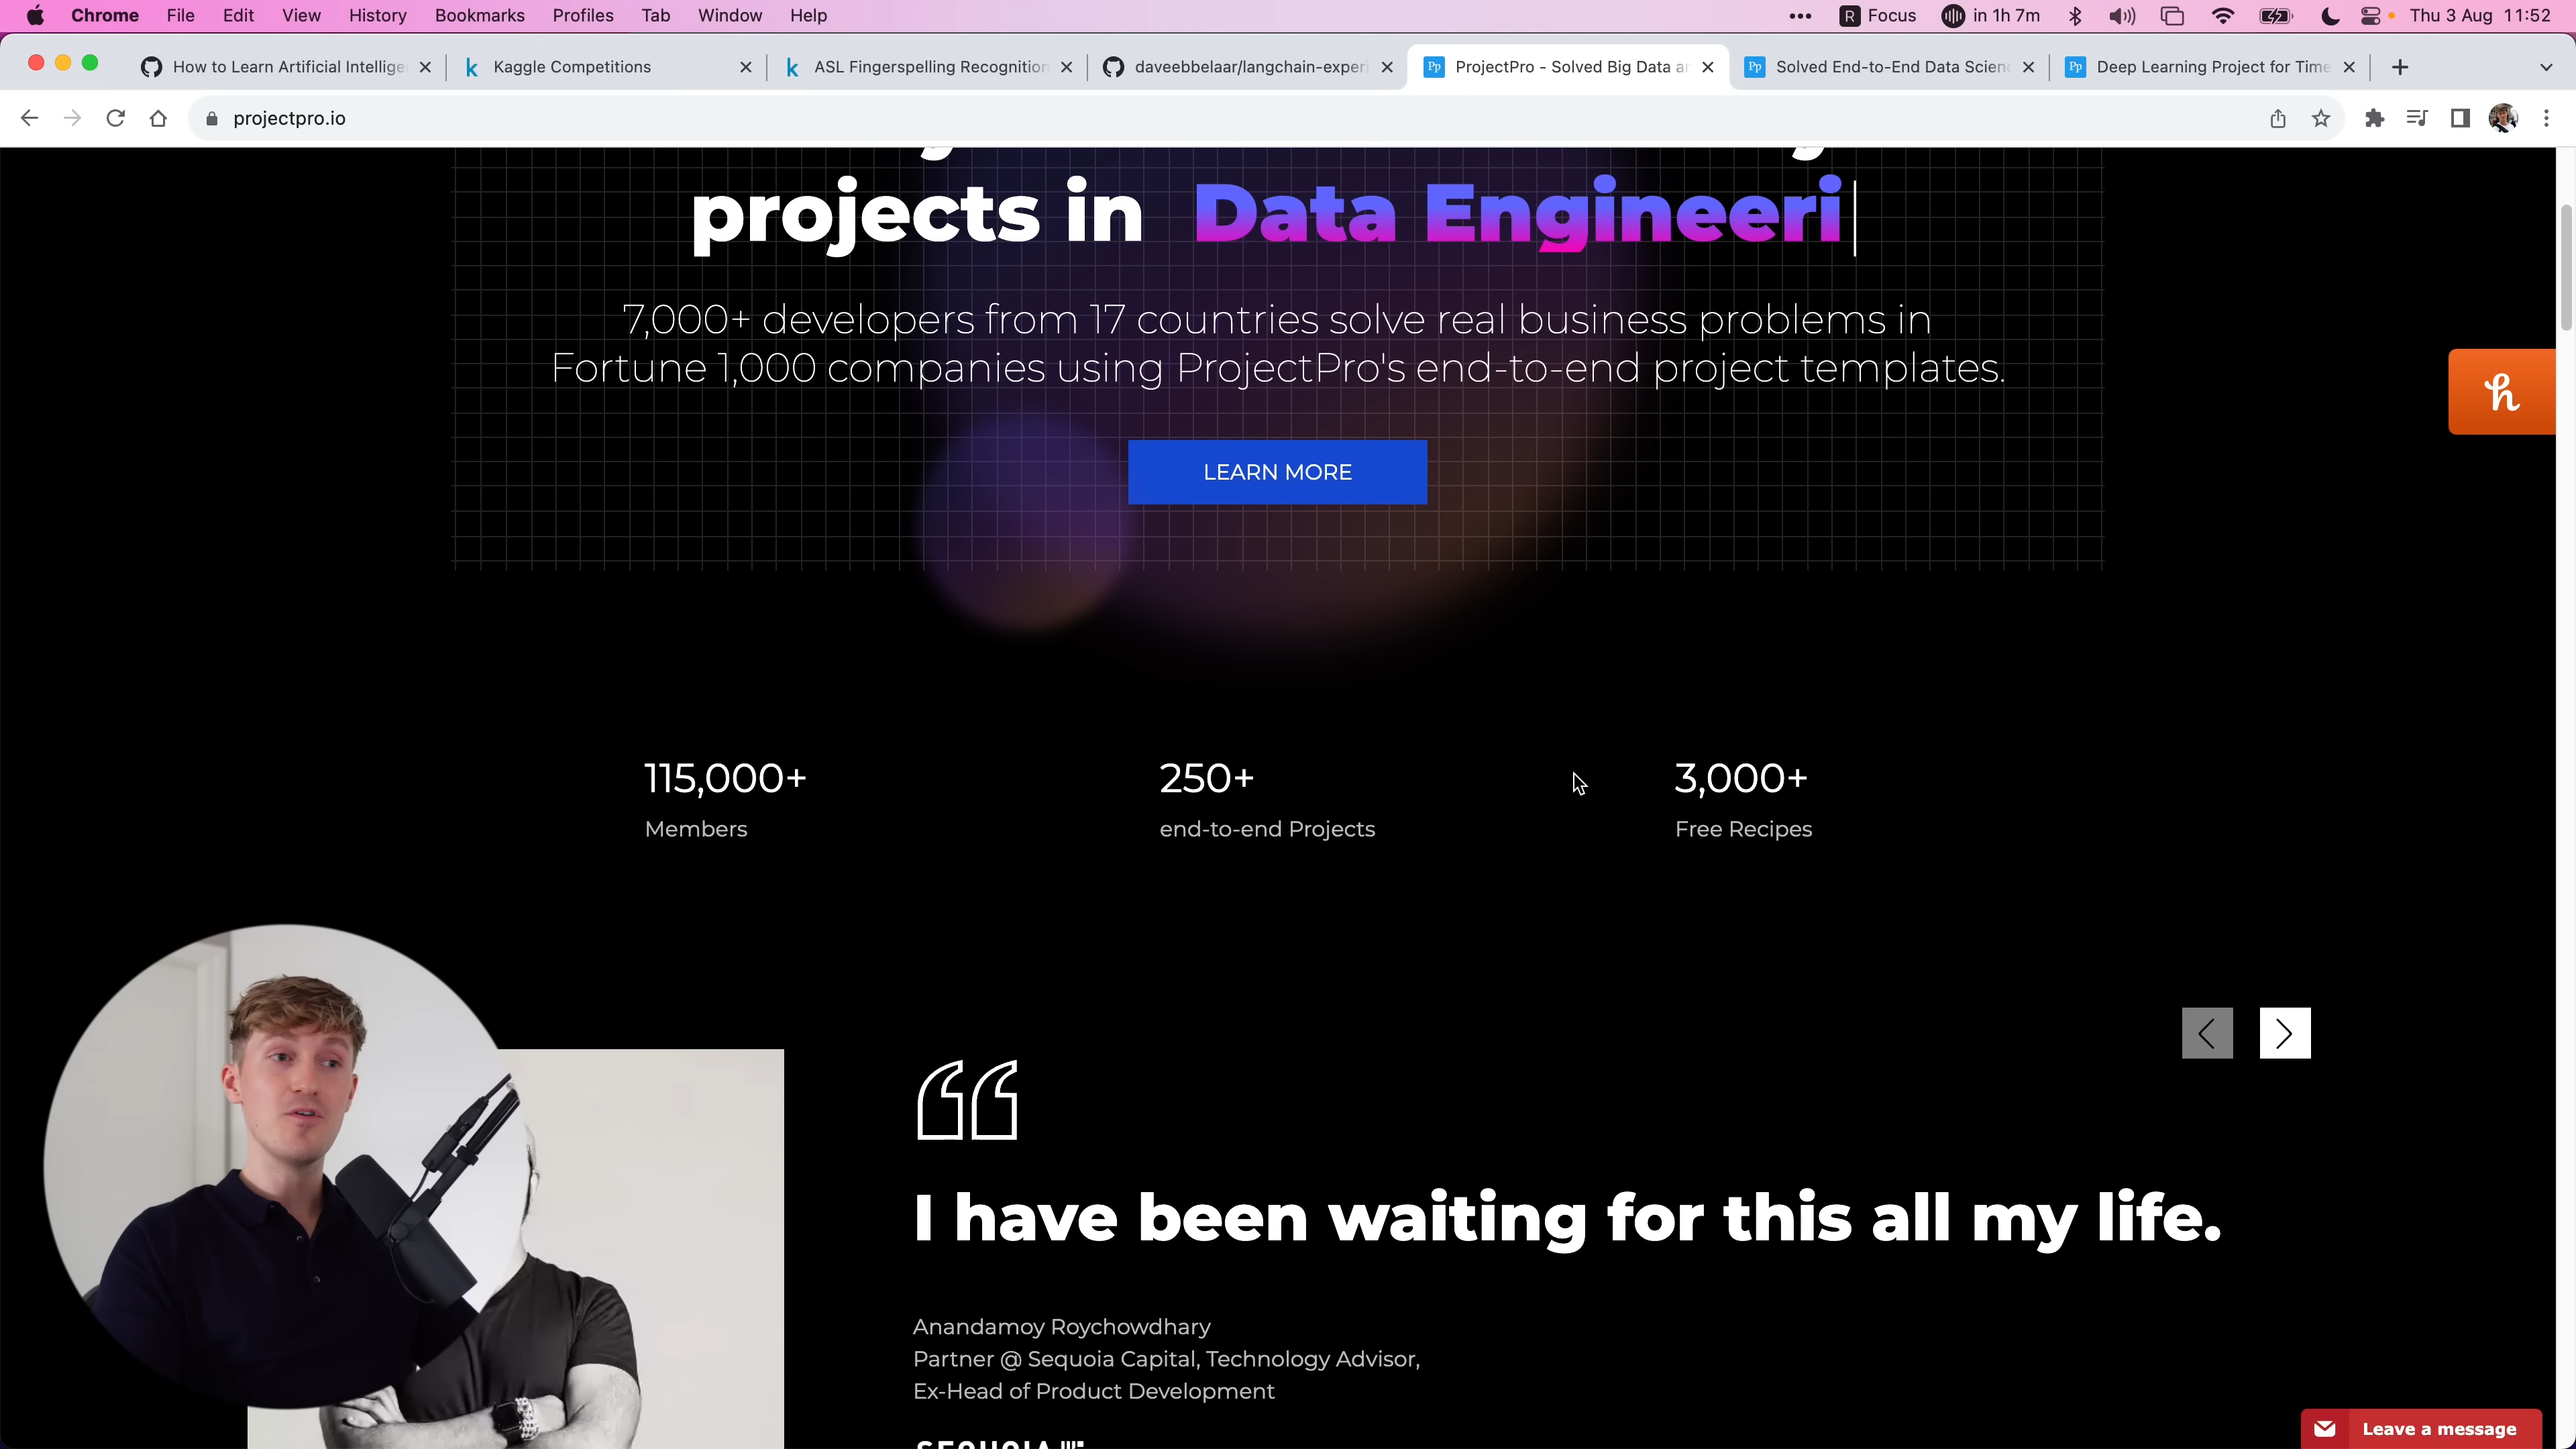 Chrome File Edit View History Bookmarks Profiles Tab Window Help
Focus in 1h 7m Thu 3 Aug 11:52
How to Learn Artificial Intellige
Kaggle Competitions
ASL Fingerspelling Recognition
daveebbelaar/langchain-experi
ProjectPro - Solved Big Data ar
Solved End-to-End Data Scien
Deep Learning Project for Time
projectpro.io
projects in Data Engineeri
7,000+ developers from 17 countries solve real business problems in
Fortune 1,000 companies using ProjectPro's end-to-end project templates.
LEARN MORE
115,000+ 250+ 3,000+
Members end-to-end Projects Free Recipes
I have been waiting for this all my life.
Anandamoy Roychowdhary
Partner @ Sequoia Capital, Technology Advisor,
Ex-Head of Product Development
SEQUOIA
Leave a message